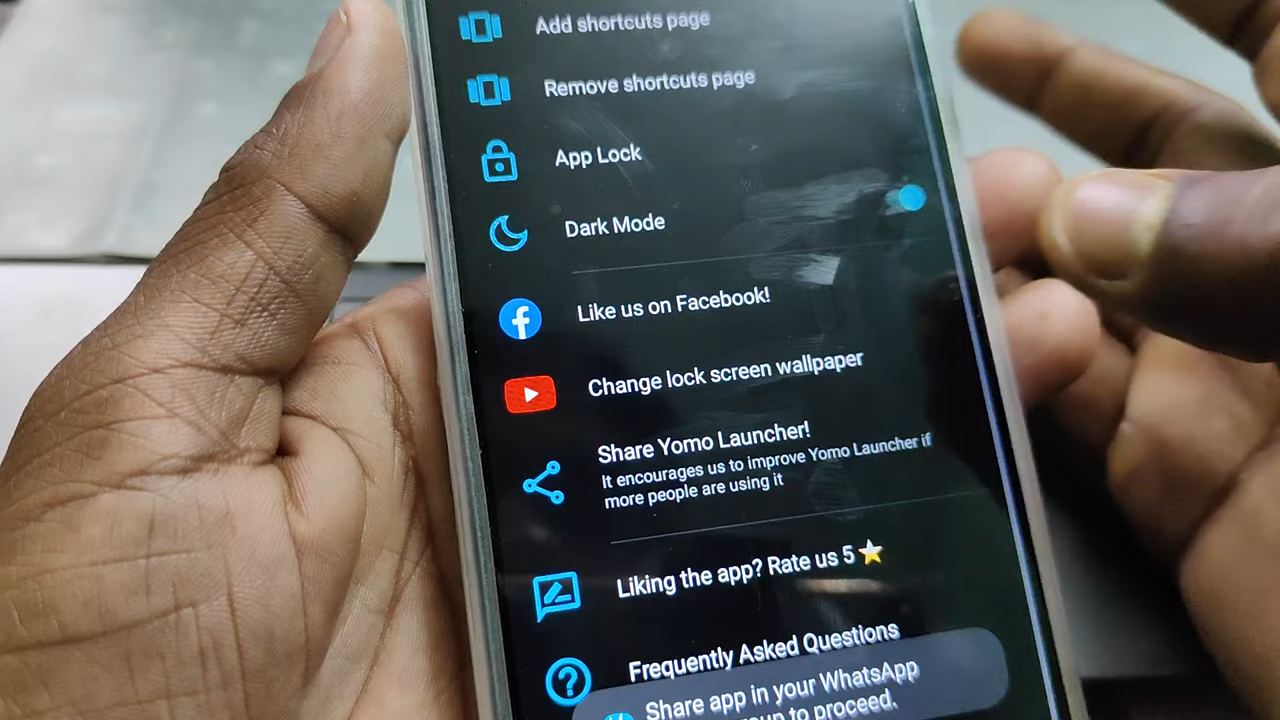 Add shortcuts page
Remove shortcuts page
App Lock
Dark Mode
Like us on Facebook!
Change lock screen wallpaper
Share Yomo Launcher!
It encourages us to improve Yomo Launcher if
more people are using it
Liking the app? Rate us 5⭐
Frequently Asked Questions
Share app in your WhatsApp
to proceed.